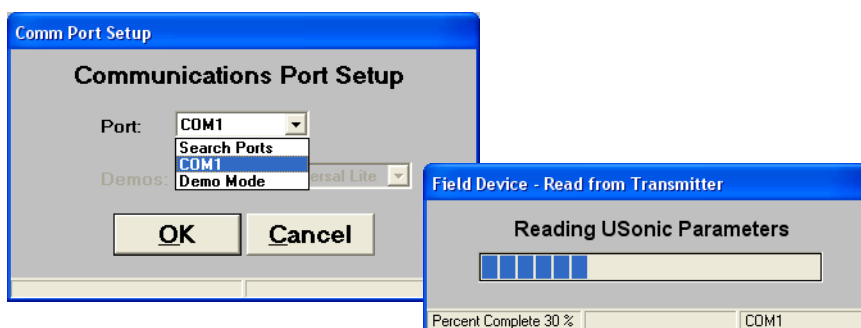 Comm Port Setup
Communications Port Setup
Port: COM1
Search Ports
COM1
Demos: Demo Mode ersal Lite
OK Cancel
Field Device - Read from Transmitter
Reading USonic Parameters
Percent Complete 30 % COM1